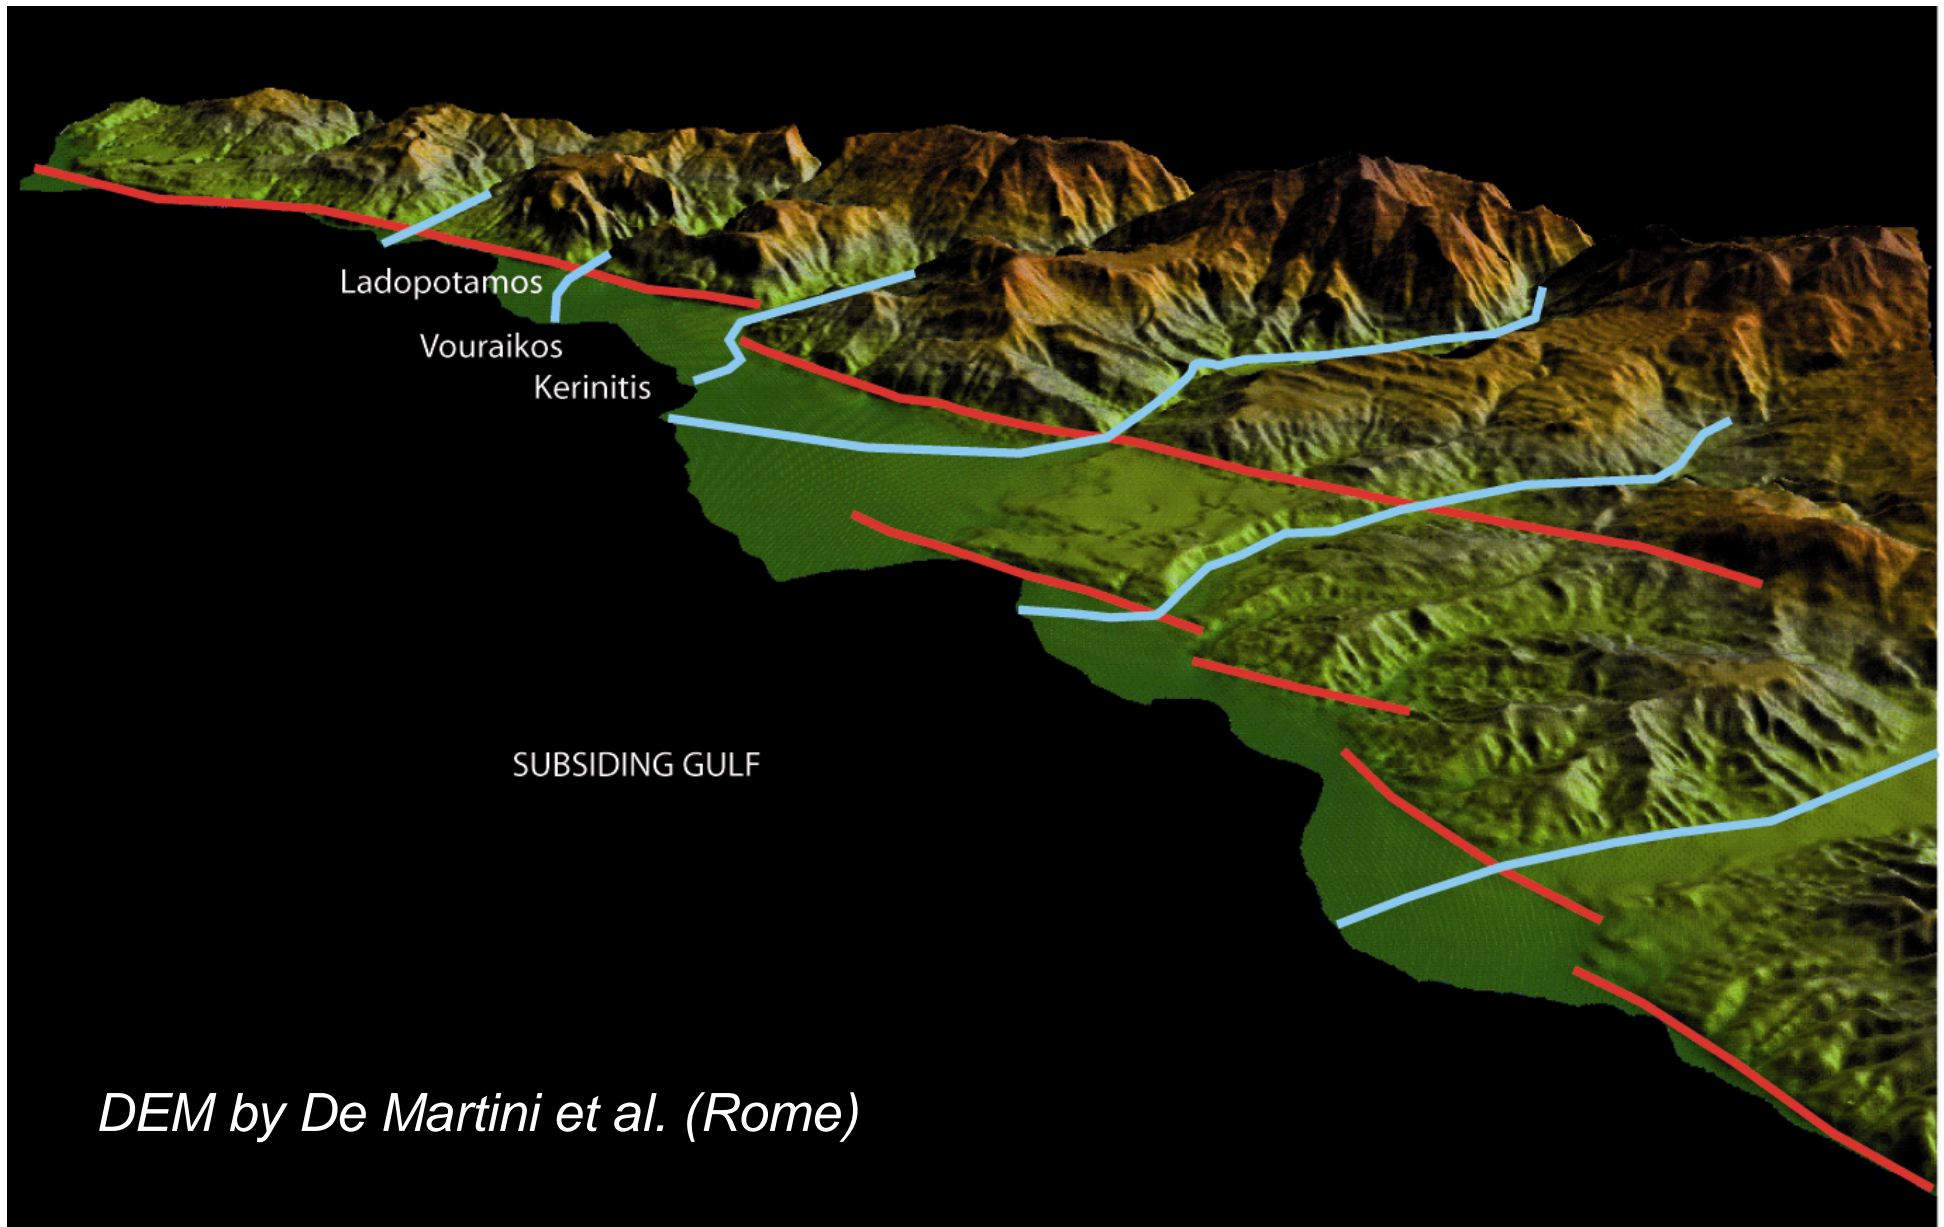 Ladopotamos
Vouraikos
Kerinitis
SUBSIDING GULF
DEM by De Martini et al. (Rome)